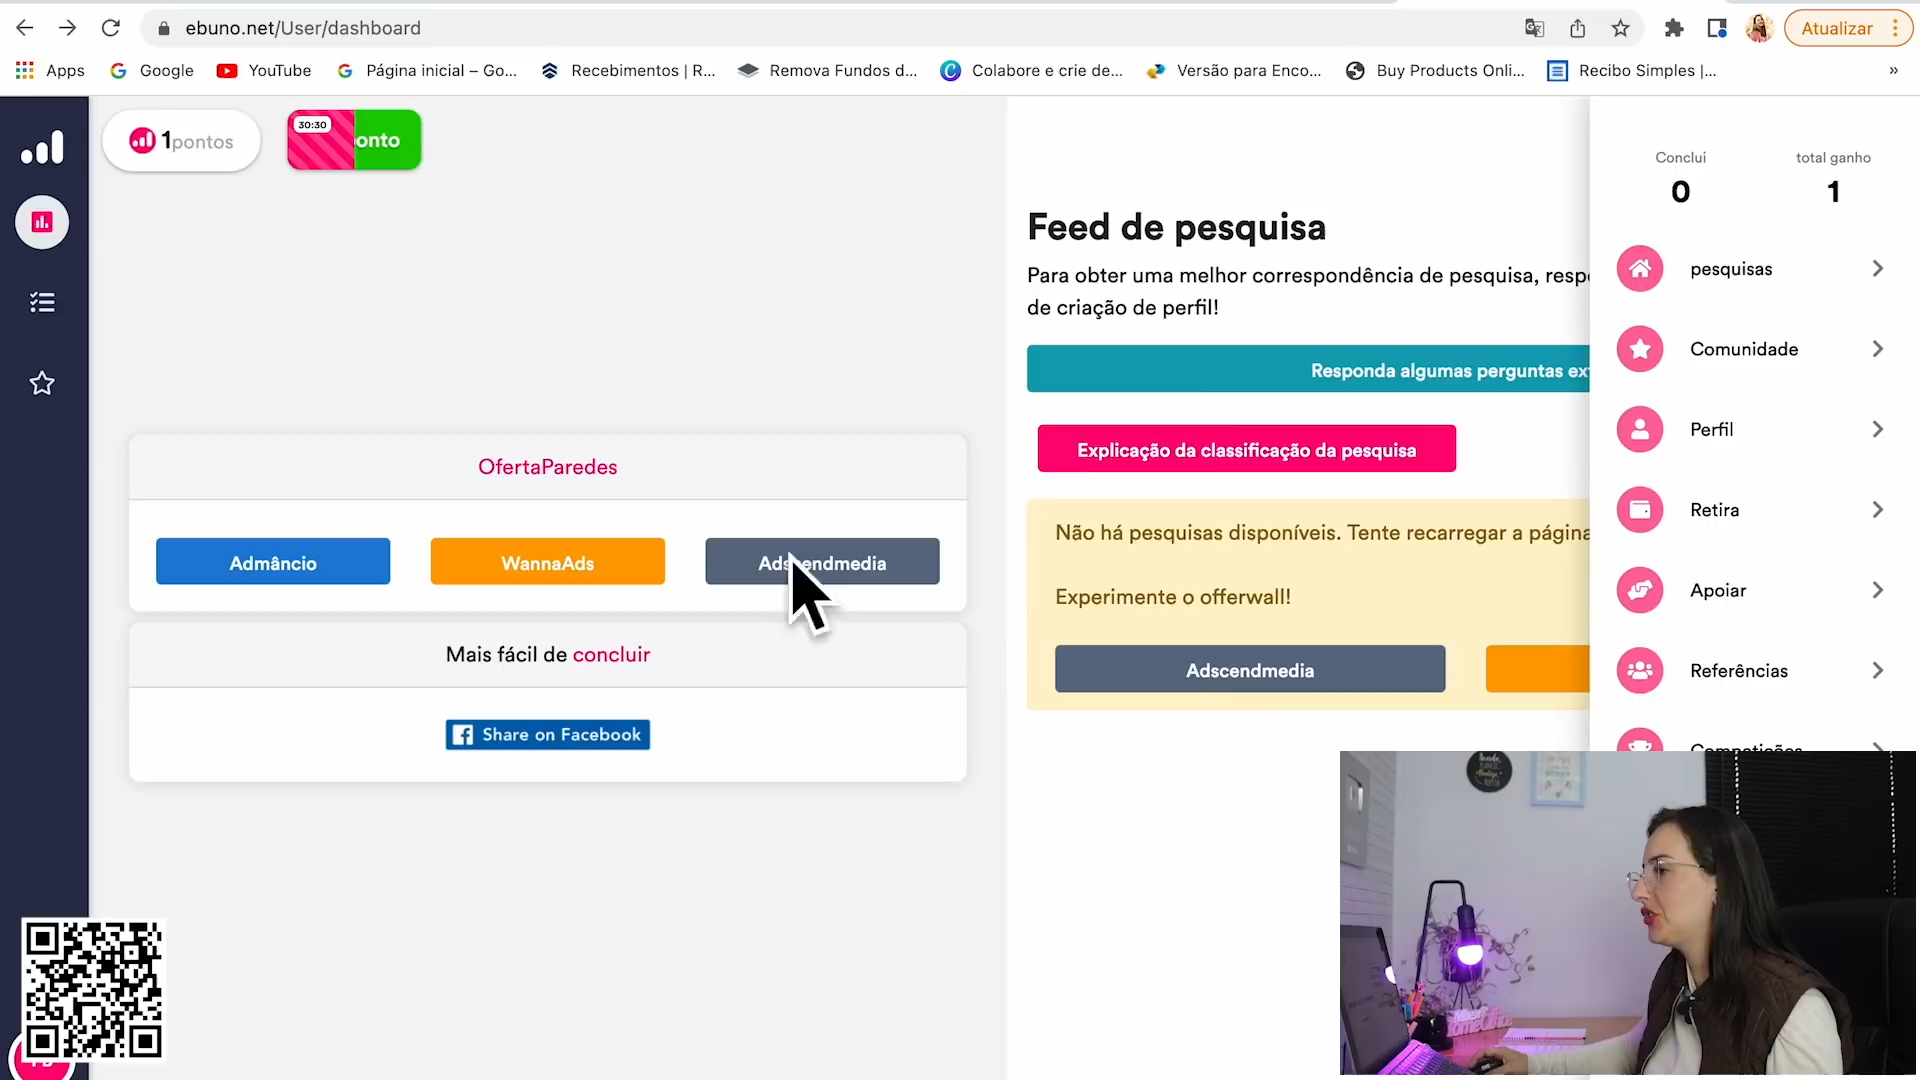 ebuno.net/User/dashboard
Atualizar
Apps
Google
YouTube
Página inicial – Go...
Recebimentos | R...
Remova Fundos d...
Colabore e crie de...
Versão para Enco...
Buy Products Onli...
Recibo Simples |...
»
1pontos
30:30
onto
Conclui
0
total ganho
1
Feed de pesquisa
Para obter uma melhor correspondência de pesquisa, respo
de criação de perfil!
Responda algumas perguntas ex
Explicação da classificação da pesquisa
Não há pesquisas disponíveis. Tente recarregar a página
Experimente o offerwall!
Adscendmedia
OfertaParedes
Admâncio
WannaAds
Adscendmedia
Mais fácil de concluir
Share on Facebook
pesquisas
Comunidade
Perfil
Retira
Apoiar
Referências
Competições